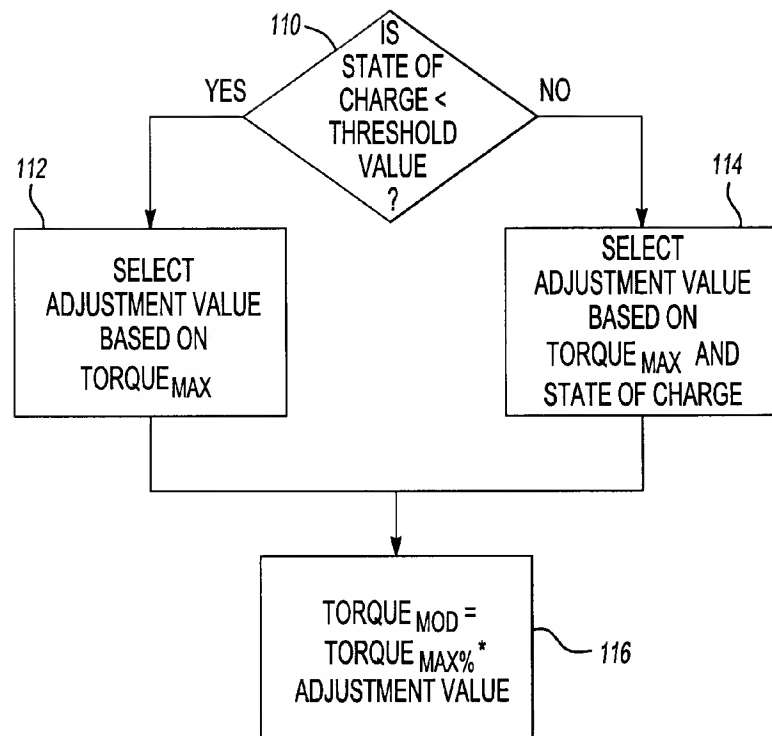 110
IS
STATE OF
CHARGE <
THRESHOLD
VALUE
?
YES
NO
112
SELECT
ADJUSTMENT VALUE
BASED ON
TORQUE MAX
114
SELECT
ADJUSTMENT VALUE
BASED ON
TORQUE MAX AND
STATE OF CHARGE
TORQUE MOD =
TORQUE MAX% *
ADJUSTMENT VALUE
116